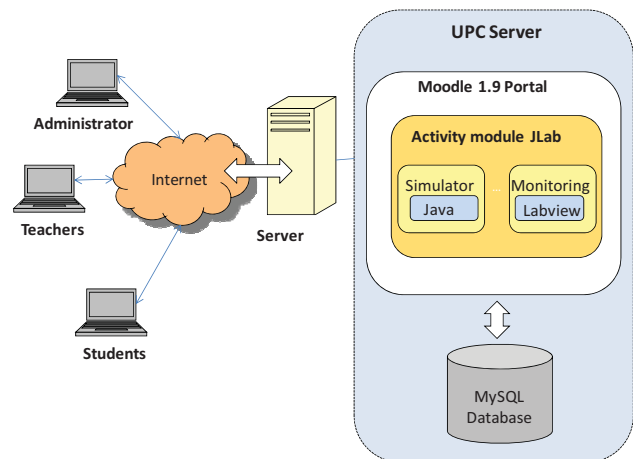 UPC Server
Moodle 1.9 Portal
Activity module JLab
Simulator
Java
...
Monitoring
Labview
Administrator
Internet
Teachers
Server
Students
MySQL
Database